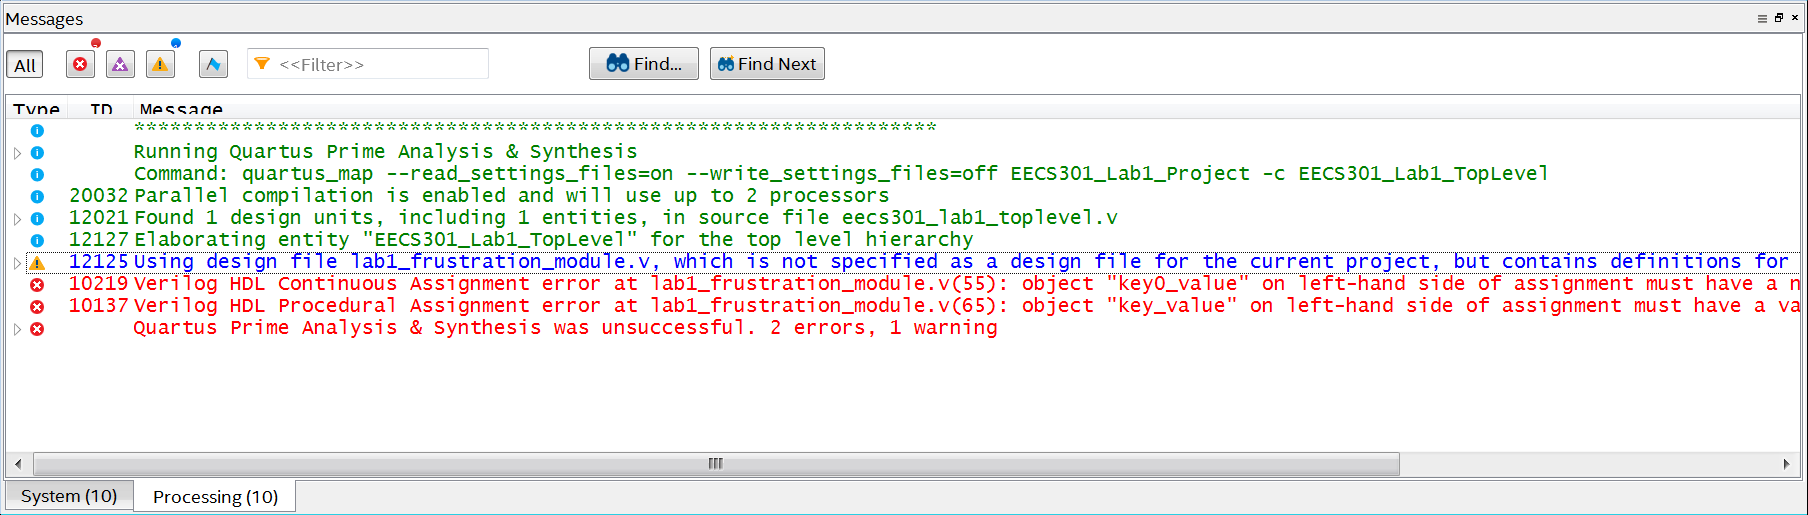 Messages
All <<Filter>> Find... Find Next
Type ID Message
*******************************************************************
Running Quartus Prime Analysis & Synthesis
Command: quartus_map --read_settings_files=on --write_settings_files=off EECS301_Lab1_Project -c EECS301_Lab1_TopLevel
20032 Parallel compilation is enabled and will use up to 2 processors
12021 Found 1 design units, including 1 entities, in source file eecs301_lab1_toplevel.v
12127 Elaborating entity "EECS301_Lab1_TopLevel" for the top level hierarchy
12125 Using design file lab1_frustration_module.v, which is not specified as a design file for the current project, but contains definitions for
10219 Verilog HDL Continuous Assignment error at lab1_frustration_module.v(55): object "key0_value" on left-hand side of assignment must have a n
10137 Verilog HDL Procedural Assignment error at lab1_frustration_module.v(65): object "key_value" on left-hand side of assignment must have a va
Quartus Prime Analysis & Synthesis was unsuccessful. 2 errors, 1 warning
System (10) Processing (10)